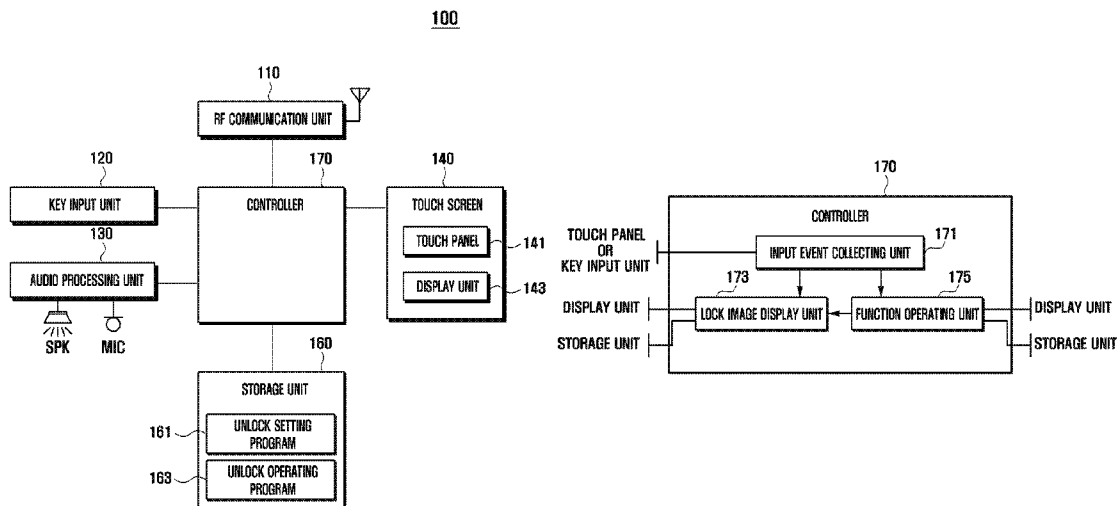 100
110
RF COMMUNICATION UNIT
120
KEY INPUT UNIT
130
AUDIO PROCESSING UNIT
SPK
MIC
170
CONTROLLER
140
TOUCH SCREEN
TOUCH PANEL
141
DISPLAY UNIT
143
160
STORAGE UNIT
161
UNLOCK SETTING
PROGRAM
163
UNLOCK OPERATING
PROGRAM
170
CONTROLLER
TOUCH PANEL
OR
KEY INPUT UNIT
INPUT EVENT COLLECTING UNIT
171
173
175
DISPLAY UNIT
LOCK IMAGE DISPLAY UNIT
FUNCTION OPERATING UNIT
DISPLAY UNIT
STORAGE UNIT
STORAGE UNIT